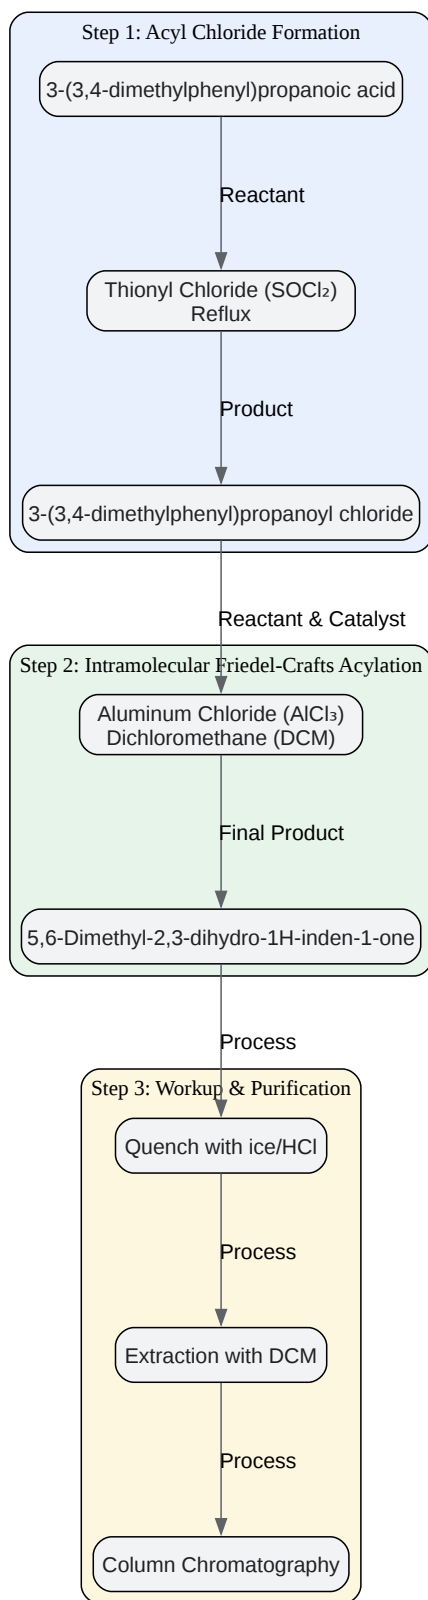 Step 1: Acyl Chloride Formation
3-(3,4-dimethylphenyl)propanoic acid
Reactant
Thionyl Chloride (SOCl₂)
Reflux
Product
3-(3,4-dimethylphenyl)propanoyl chloride
Reactant & Catalyst
Step 2: Intramolecular Friedel-Crafts Acylation
Aluminum Chloride (AlCl₃)
Dichloromethane (DCM)
Final Product
5,6-Dimethyl-2,3-dihydro-1H-inden-1-one
Process
Step 3: Workup & Purification
Quench with ice/HCl
Process
Extraction with DCM
Process
Column Chromatography